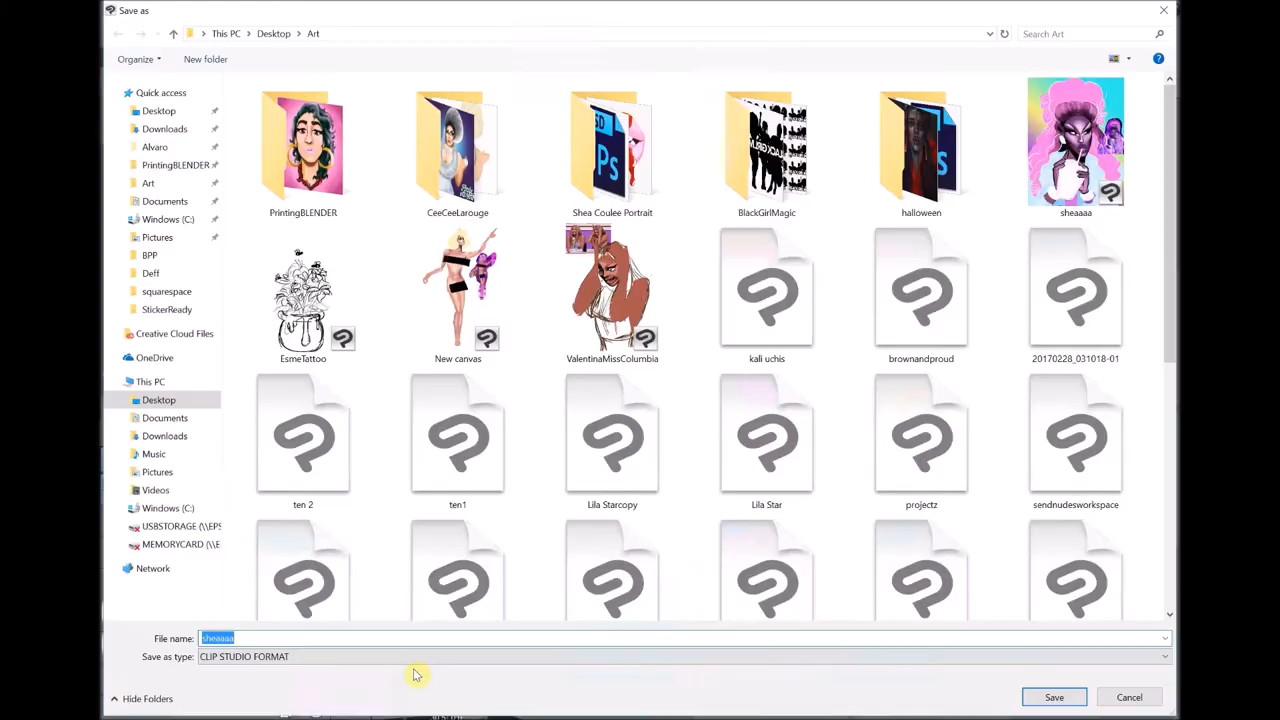 Save as
This PC > Desktop > Art
Search Art
Organize
New folder
Quick access
Desktop
Downloads
Alvaro
PrintingBLENDER
Art
Documents
Windows (C:)
Pictures
BPP
Deff
squarespace
StickerReady
Creative Cloud Files
OneDrive
This PC
Desktop
Documents
Downloads
Music
Pictures
Videos
Windows (C:)
USBSTORAGE (\\EPS
MEMORYCARD (\\E
Network
PrintingBLENDER
CeeCeeLarouge
Shea Coulee Portrait
BlackGirlMagic
halloween
sheaaaa
EsmeTattoo
New canvas
ValentinaMissColumbia
kali uchis
brownandproud
20170228_031018-01
ten 2
ten1
Lila Starcopy
Lila Star
projectz
sendnudesworkspace
File name: sheaaaa
Save as type: CLIP STUDIO FORMAT
Hide Folders
Save
Cancel